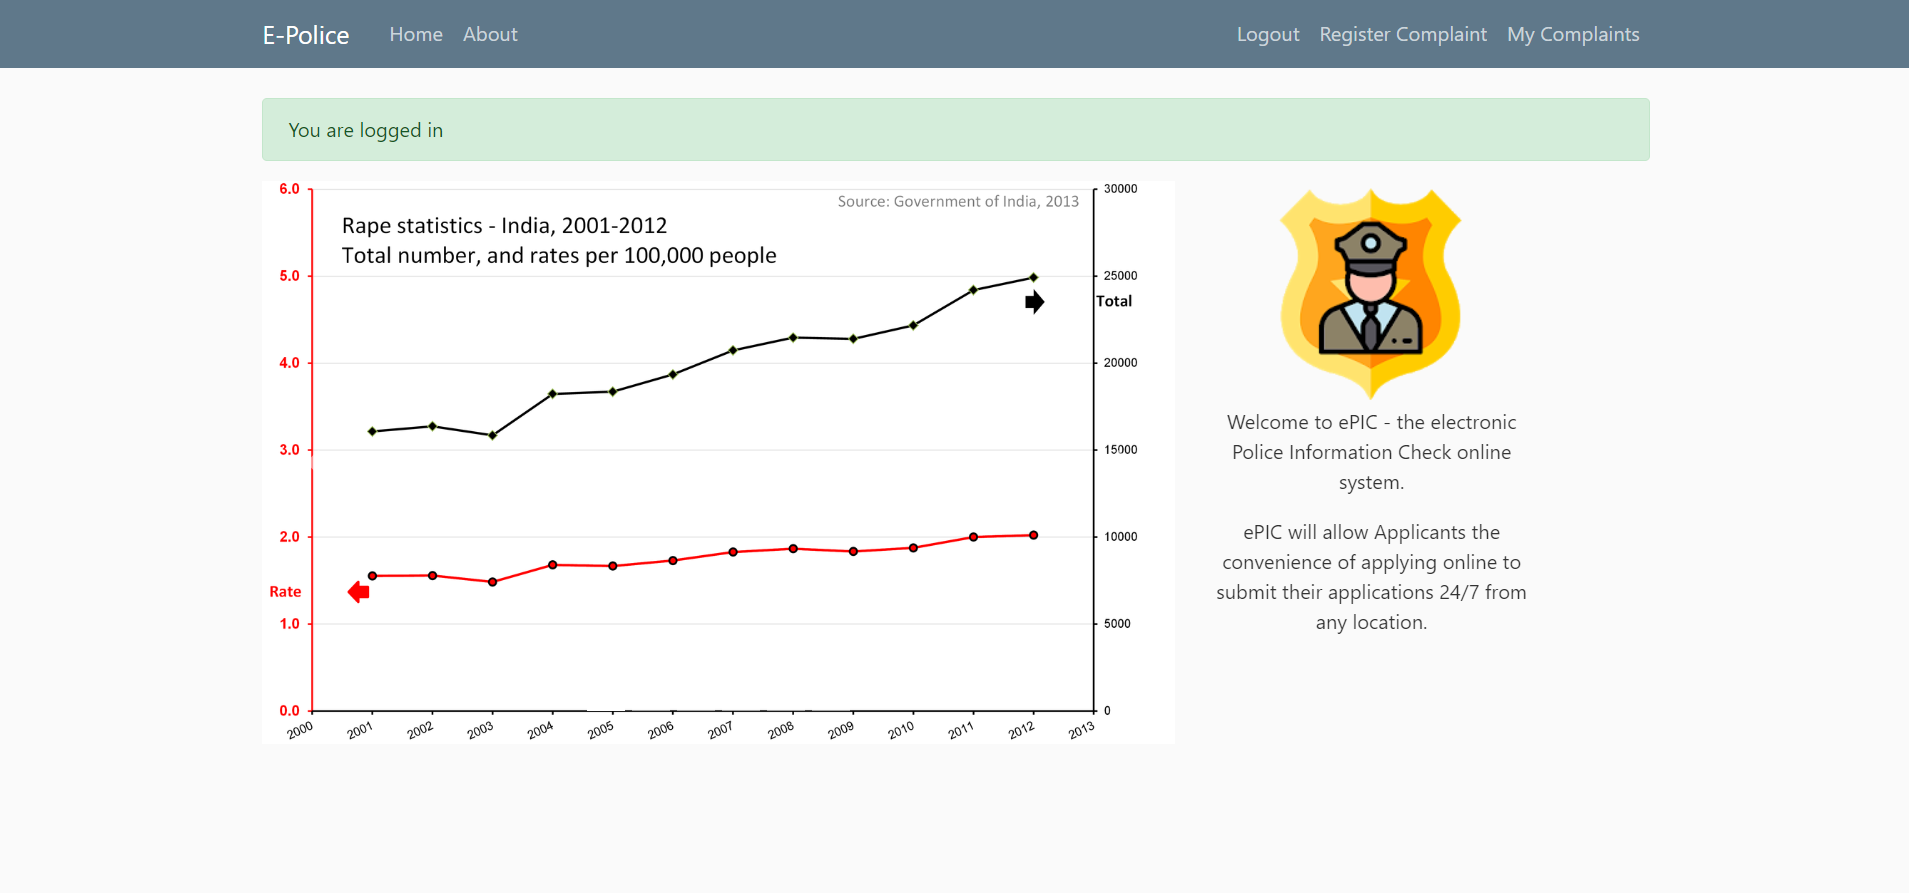 E-Police Home About Logout Register Complaint My Complaints
You are logged in
Source: Government of India, 2013
Rape statistics - India, 2001-2012
Total number, and rates per 100,000 people
6.0
5.0
4.0
3.0
2.0
Rate
1.0
0.0
30000
25000
Total
20000
15000
10000
5000
0
2000 2001 2002 2003 2004 2005 2006 2007 2008 2009 2010 2011 2012 2013
Welcome to ePIC - the electronic
Police Information Check online
system.
ePIC will allow Applicants the
convenience of applying online to
submit their applications 24/7 from
any location.